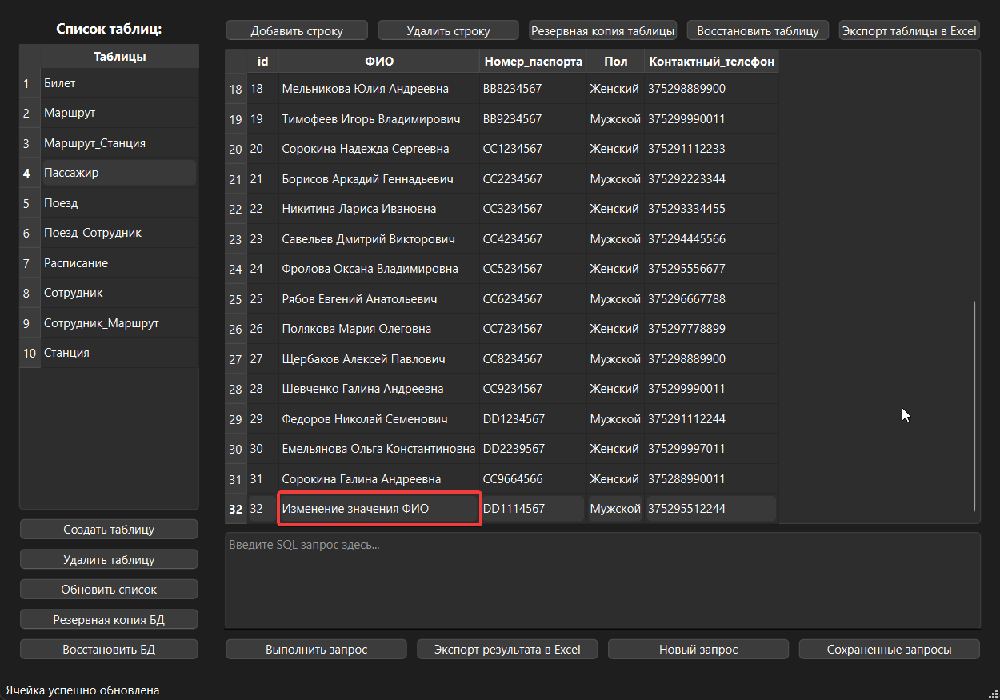 Список таблиц:
Таблицы
1 Билет
2 Маршрут
3 Маршрут_Станция
4 Пассажир
5 Поезд
6 Поезд_Сотрудник
7 Расписание
8 Сотрудник
9 Сотрудник_Маршрут
10 Станция
Создать таблицу
Удалить таблицу
Обновить список
Резервная копия БД
Восстановить БД
Добавить строку Удалить строку Резервная копия таблицы Восстановить таблицу Экспорт таблицы в Excel
id ФИО Номер_паспорта Пол Контактный_телефон
18 18 Мельникова Юлия Андреевна BB8234567 Женский 375298889900
19 19 Тимофеев Игорь Владимирович BB9234567 Мужской 375299990011
20 20 Сорокина Надежда Сергеевна CC1234567 Женский 375291112233
21 21 Борисов Аркадий Геннадьевич CC2234567 Мужской 375292223344
22 22 Никитина Лариса Ивановна CC3234567 Женский 375293334455
23 23 Савельев Дмитрий Викторович CC4234567 Мужской 375294445566
24 24 Фролова Оксана Владимировна CC5234567 Женский 375295556677
25 25 Рябов Евгений Анатольевич CC6234567 Мужской 375296667788
26 26 Полякова Мария Олеговна CC7234567 Женский 375297778899
27 27 Щербаков Алексей Павлович CC8234567 Мужской 375298889900
28 28 Шевченко Галина Андреевна CC9234567 Женский 375299990011
29 29 Федоров Николай Семенович DD1234567 Мужской 375291112244
30 30 Емельянова Ольга Константиновна DD2239567 Женский 375299997011
31 31 Сорокина Галина Андреевна CC9664566 Женский 375288990011
32 32 Изменение значения ФИО DD1114567 Мужской 375295512244
Введите SQL запрос здесь...
Выполнить запрос Экспорт результата в Excel Новый запрос Сохраненные запросы
Ячейка успешно обновлена